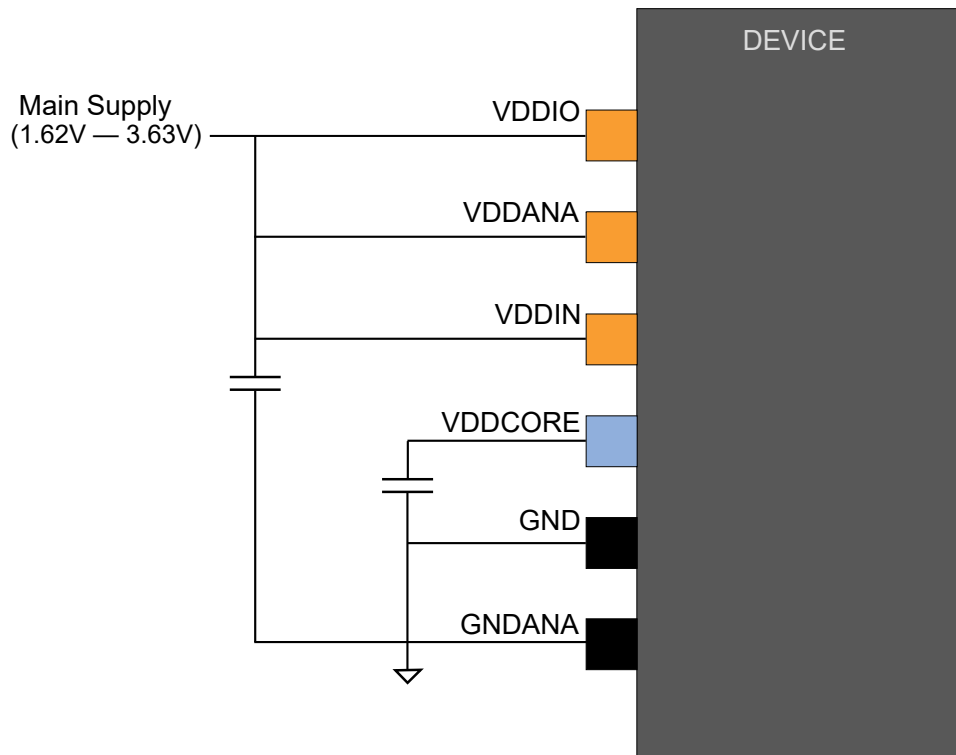 DEVICE
Main Supply
(1.62V — 3.63V)
VDDIO
VDDANA
VDDIN
VDDCORE
GND
GNDANA